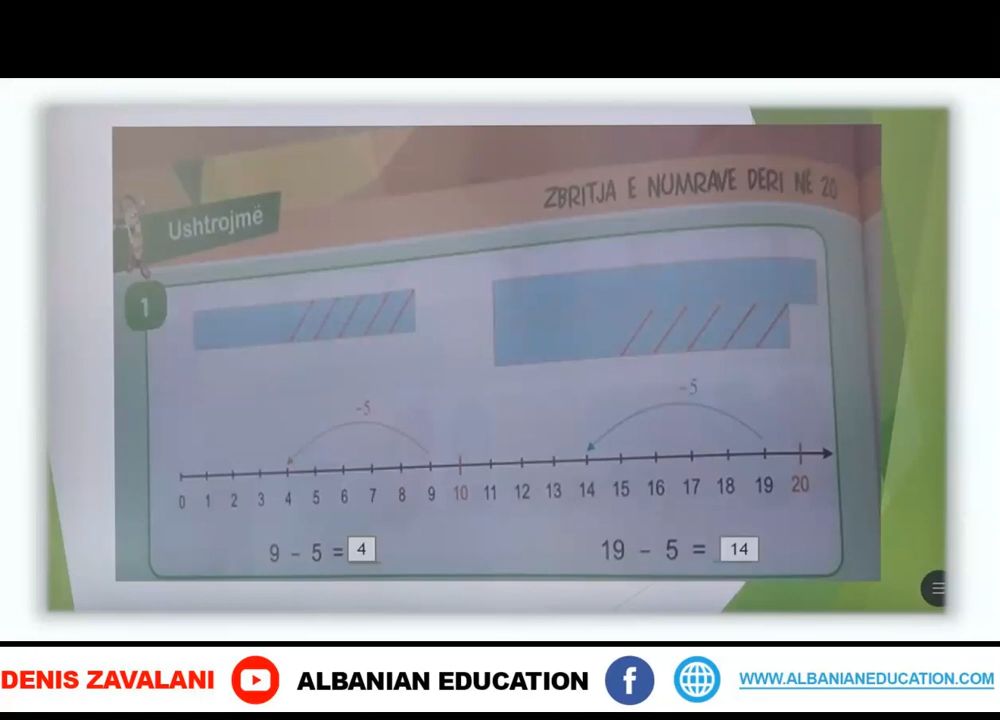 ZBRITJA E NUMRAVE DERI NË 20
Ushtrojmë
1
-5
-5
0 1 2 3 4 5 6 7 8 9 10 11 12 13 14 15 16 17 18 19 20
9 - 5 = 4
19 - 5 = 14
DENIS ZAVALANI ALBANIAN EDUCATION f WWW.ALBANIANEDUCATION.COM